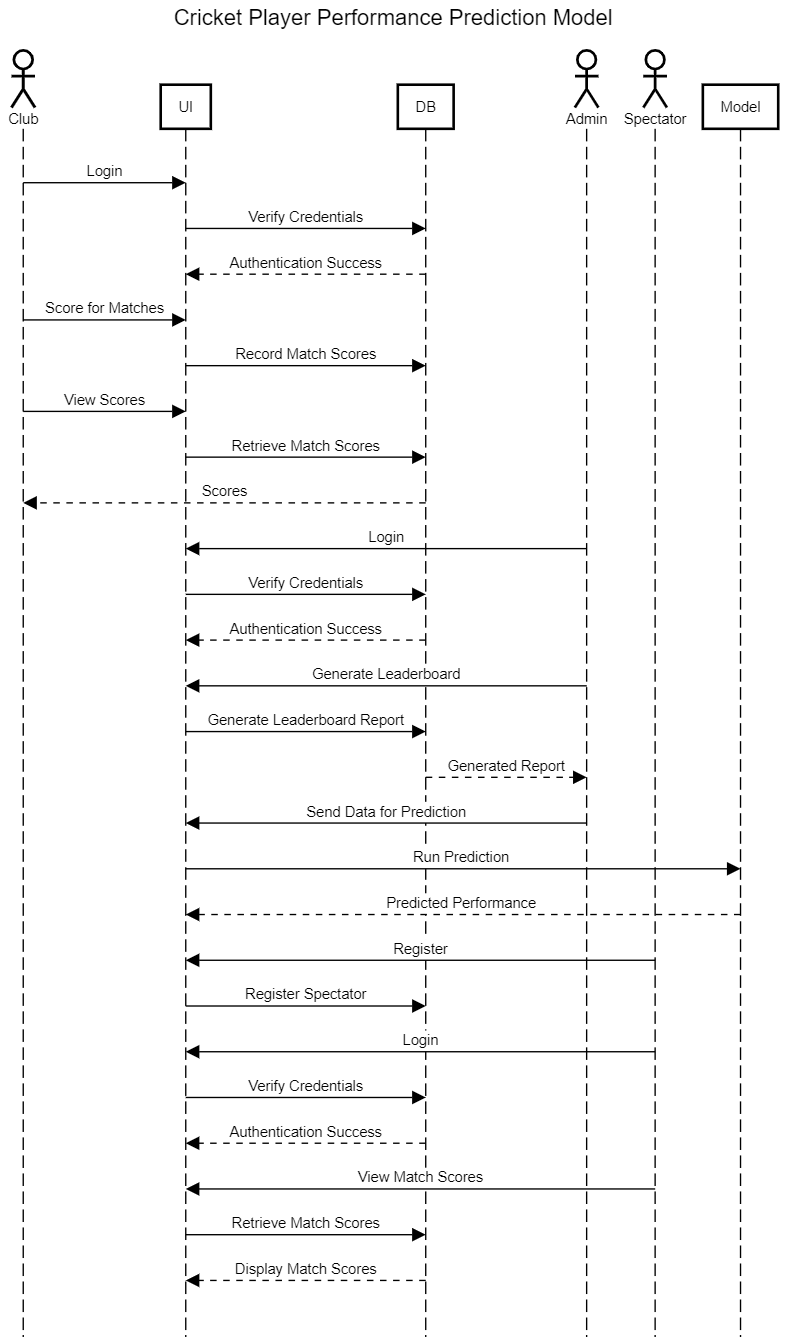 Cricket Player Performance Prediction Model
Club
UI
DB
Admin
Spectator
Model
Login
Verify Credentials
Authentication Success
Score for Matches
Record Match Scores
View Scores
Retrieve Match Scores
Scores
Login
Verify Credentials
Authentication Success
Generate Leaderboard
Generate Leaderboard Report
Generated Report
Send Data for Prediction
Run Prediction
Predicted Performance
Register
Register Spectator
Login
Verify Credentials
Authentication Success
View Match Scores
Retrieve Match Scores
Display Match Scores